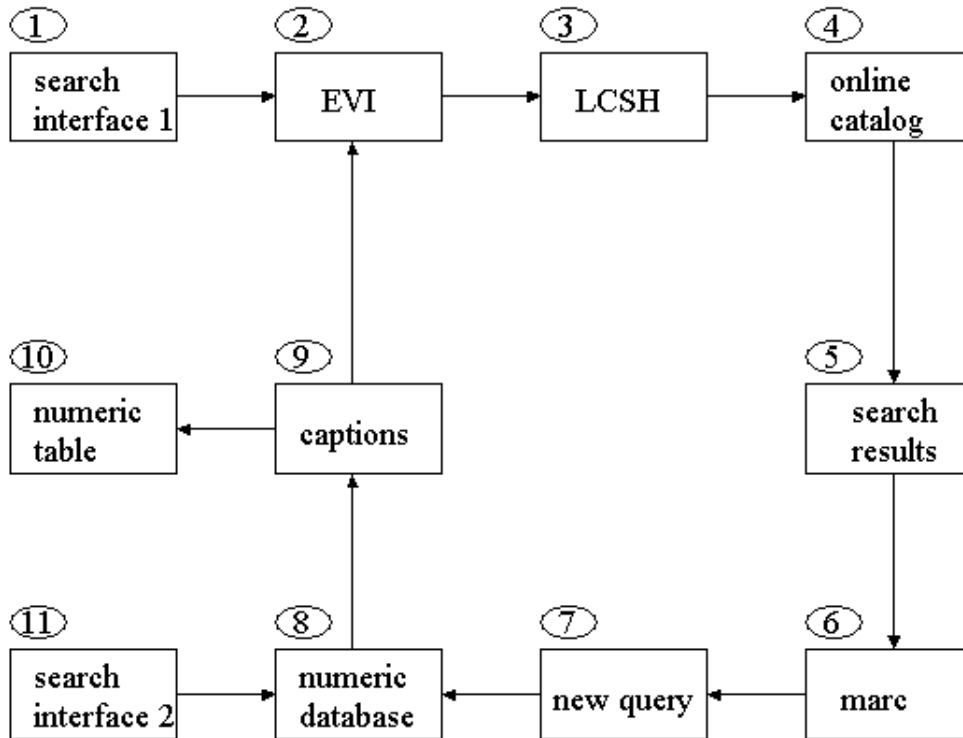 1
search
interface 1
2
EVI
3
LCSH
4
online
catalog
10
numeric
table
9
captions
5
search
results
11
search
interface 2
8
numeric
database
7
new query
6
marc